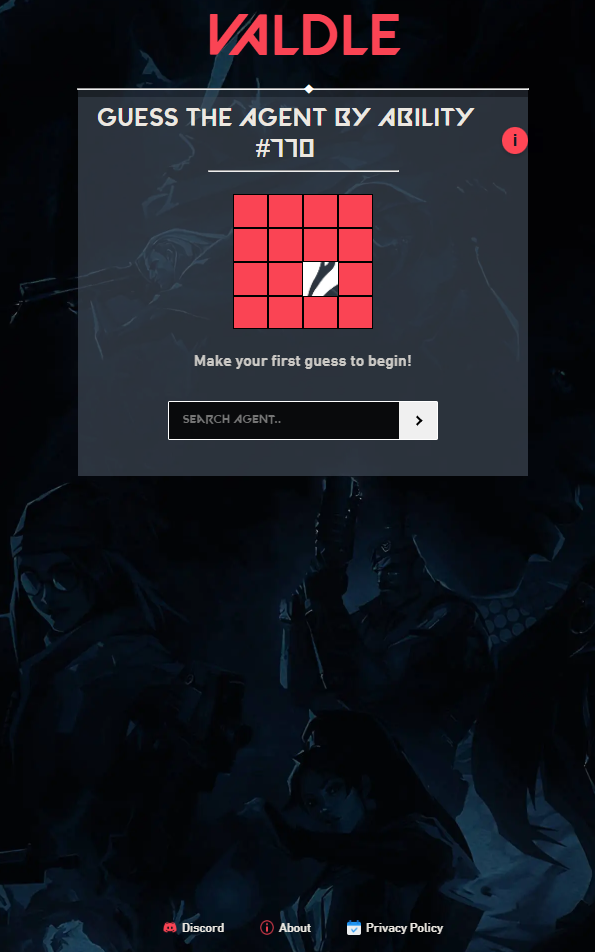 VALDLE
GUESS THE AGENT BY ABILITY
#770
i
Make your first guess to begin!
SEARCH AGENT..
Discord
About
Privacy Policy